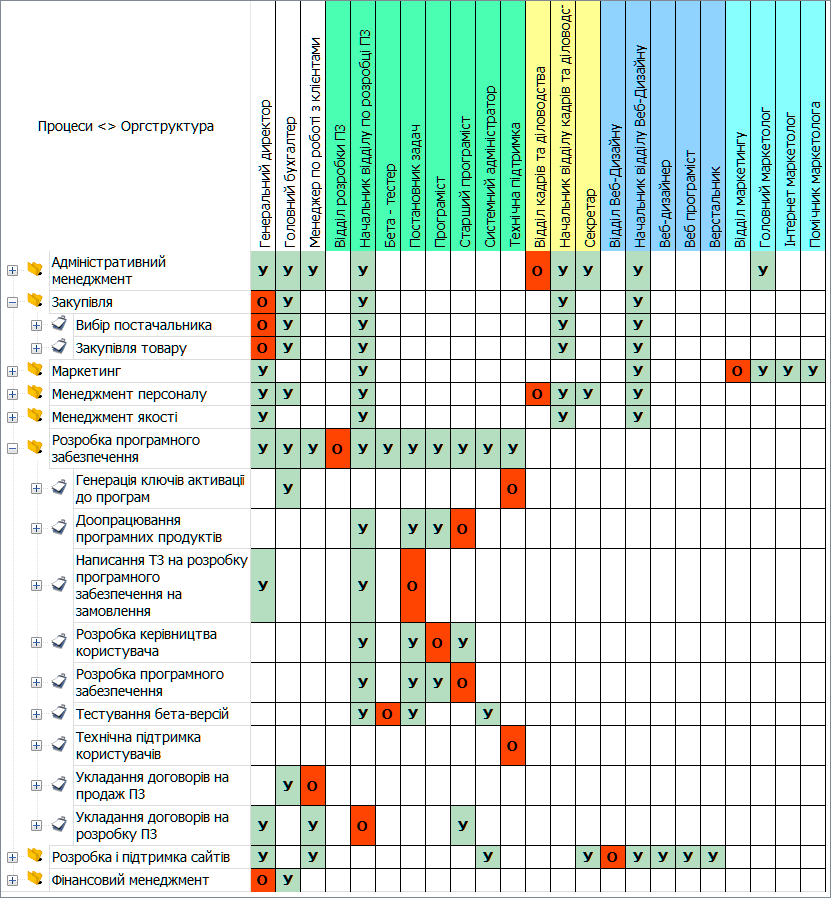 Процеси <> Оргструктура
Генеральний директор
Головний бухгалтер
Менеджер по роботі з клієнтами
Відділ розробки ПЗ
Начальник відділу по розробці ПЗ
Бета - тестер
Постановник задач
Програміст
Старший програміст
Системний адміністратор
Технічна підтримка
Відділ кадрів та діловодства
Начальник відділу кадрів та діловодс
Секретар
Відділ Веб-Дизайну
Начальник відділу Веб-Дизайну
Веб-дизайнер
Веб програміст
Верстальник
Відділ маркетингу
Головний маркетолог
Інтернет маркетолог
Помічник маркетолога
Адміністративний
менеджмент
У У У У О У У У У
Закупівля О У У У У
Вибір постачальника О У У У У
Закупівля товару О У У У У
Маркетинг У У У О У У У
Менеджмент персоналу У У У О У У У
Менеджмент якості У У У У
Розробка програмного
забезпечення
У У У О У У У У У У У
Генерація ключів активації
до програм
У О
Доопрацювання
програмних продуктів
У У У О
Написання ТЗ на розробку
програмного
забезпечення на
замовлення
У У О
Розробка керівництва
користувача
У У О У
Розробка програмного
забезпечення
У У У О
Тестування бета-версій У О У У
Технічна підтримка
користувачів
О
Укладання договорів на
продаж ПЗ
У О
Укладання договорів на
розробку ПЗ
У У О У
Розробка і підтримка сайтів У У У У О У У У У
Фінансовий менеджмент О У